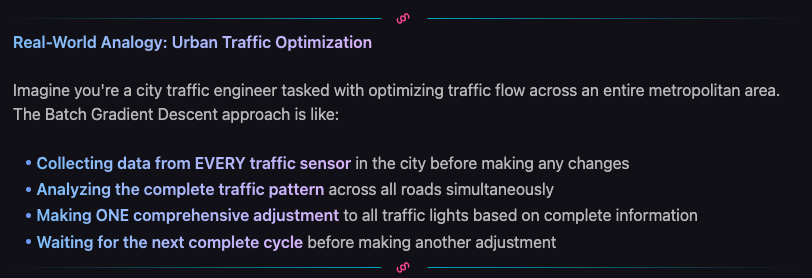 Real-World Analogy: Urban Traffic Optimization
Imagine you're a city traffic engineer tasked with optimizing traffic flow across an entire metropolitan area.
The Batch Gradient Descent approach is like:
• Collecting data from EVERY traffic sensor in the city before making any changes
• Analyzing the complete traffic pattern across all roads simultaneously
• Making ONE comprehensive adjustment to all traffic lights based on complete information
• Waiting for the next complete cycle before making another adjustment